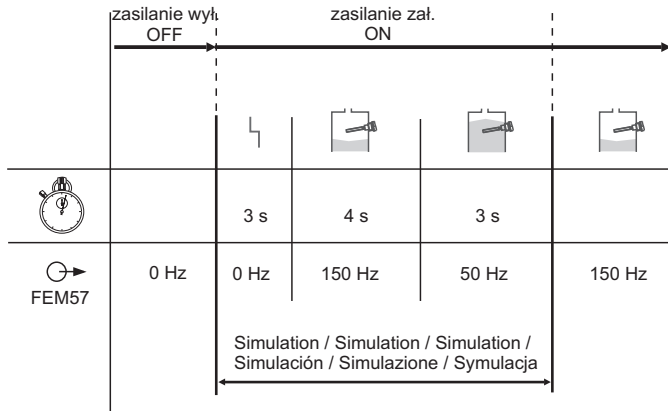 zasilanie wył. zasilanie zał.
OFF ON
3 s 4 s 3 s
0 Hz 0 Hz 150 Hz 50 Hz 150 Hz
FEM57
Simulation / Simulation / Simulation /
Simulación / Simulazione / Symulacja